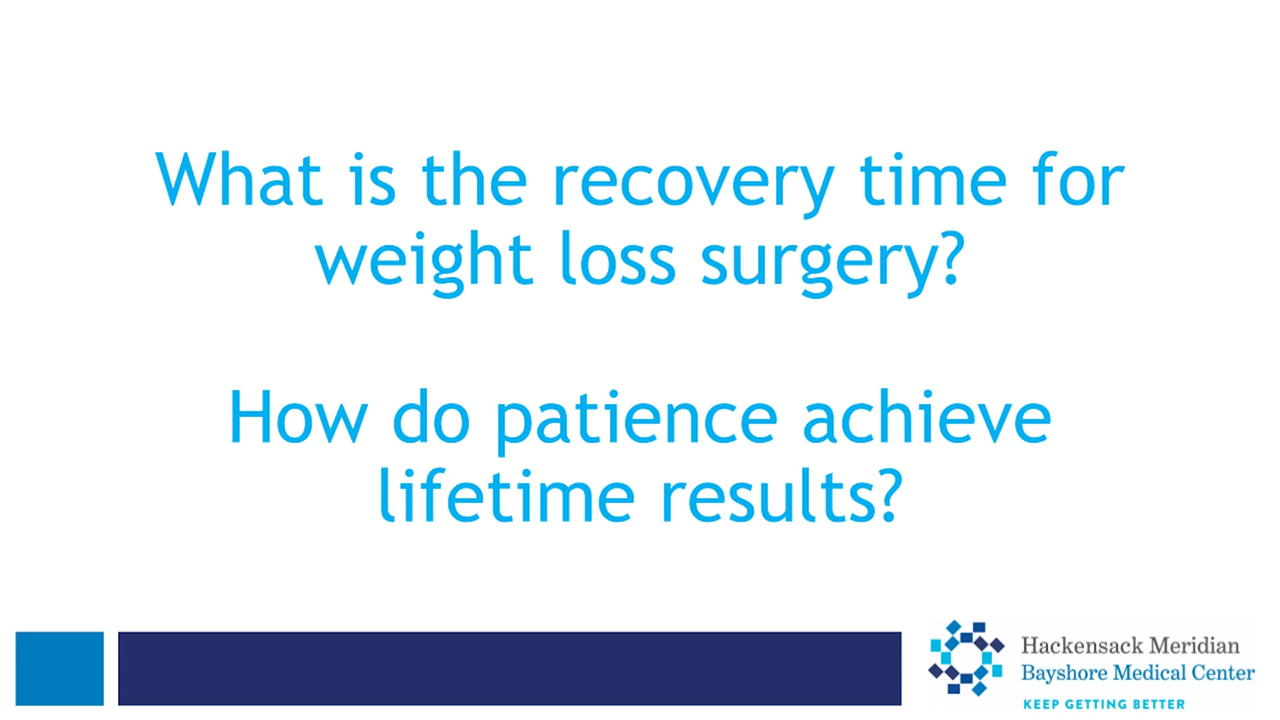 What is the recovery time for
weight loss surgery?
How do patience achieve
lifetime results?
Hackensack Meridian
Bayshore Medical Center
KEEP GETTING BETTER